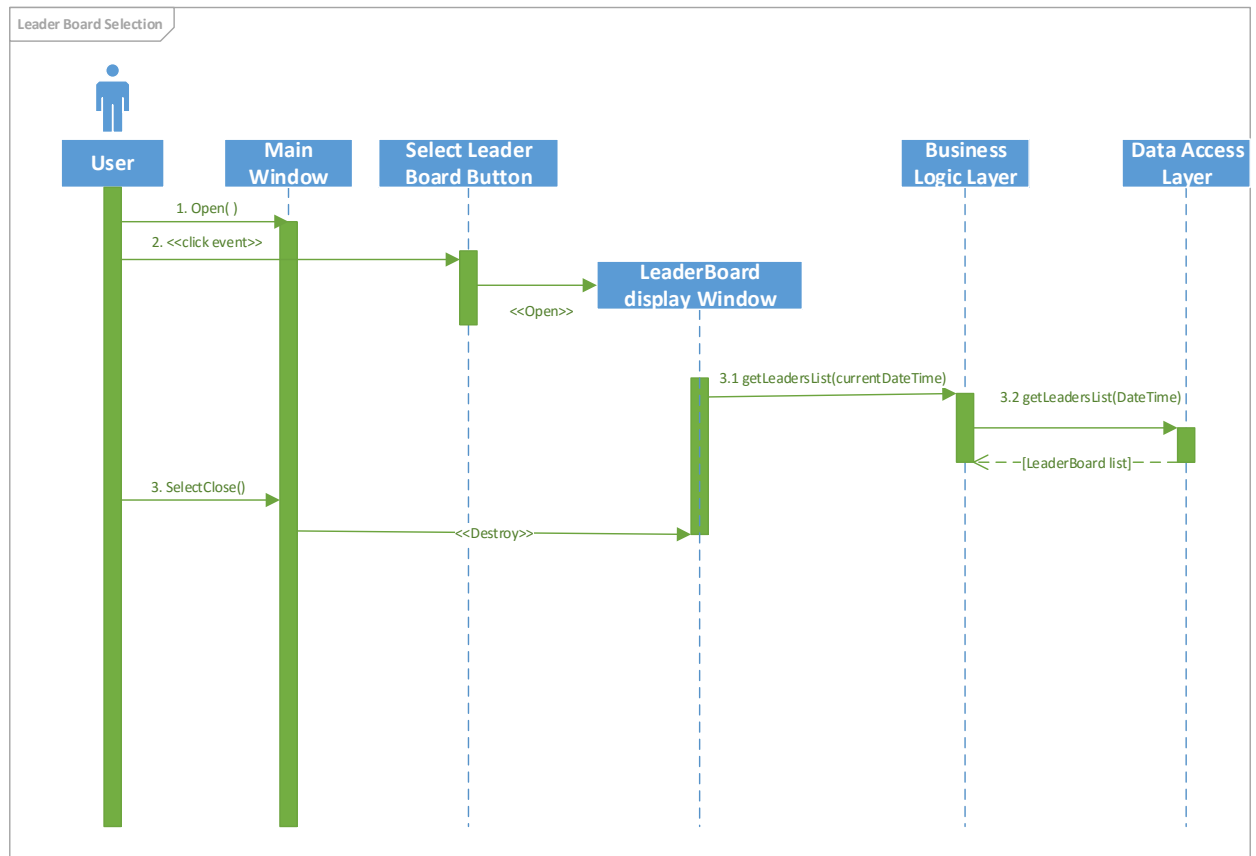 Leader Board Selection
User
Main
Window
Select Leader
Board Button
Business
Logic Layer
Data Access
Layer
1. Open( )
2. <<click event>>
LeaderBoard
display Window
<<Open>>
3.1 getLeadersList(currentDateTime)
3.2 getLeadersList(DateTime)
[LeaderBoard list]
3. SelectClose()
<<Destroy>>